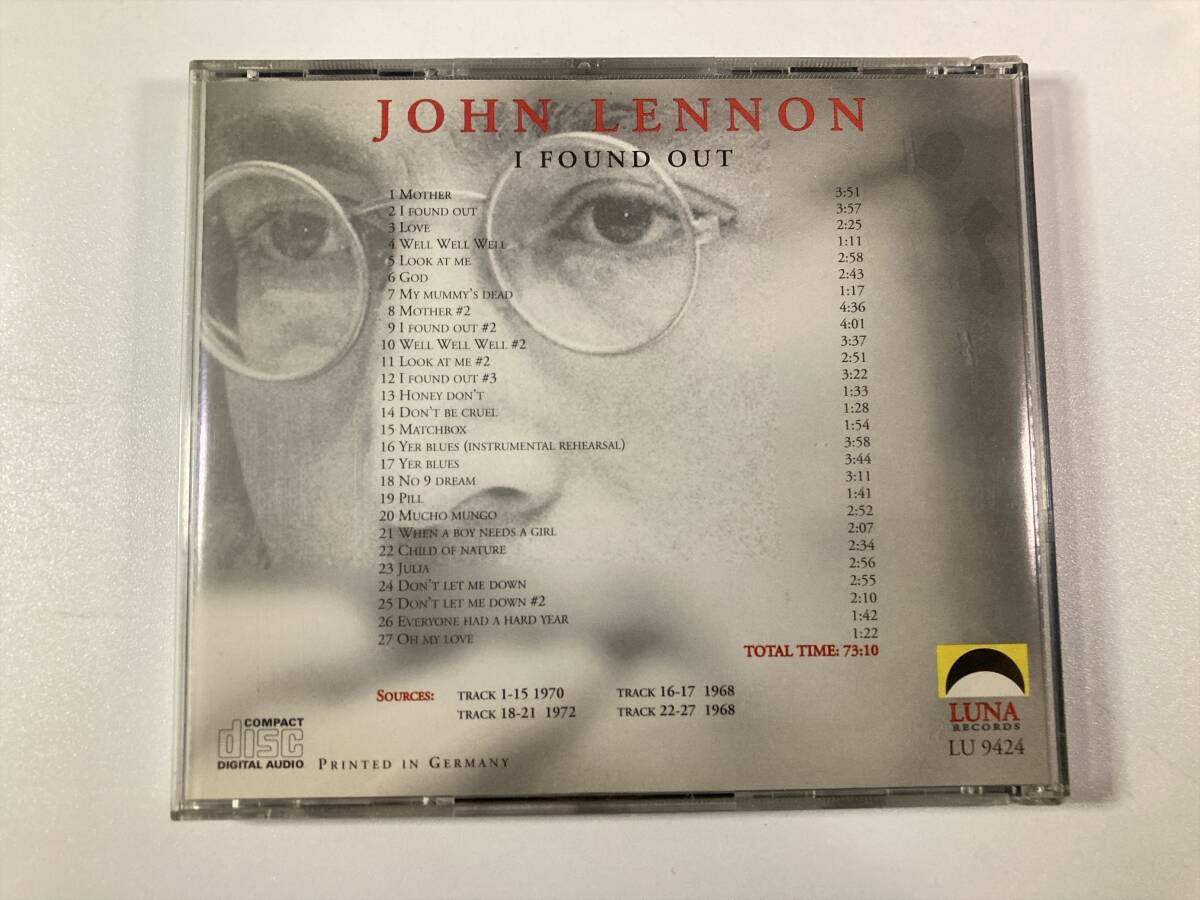 JOHN LENNON
I FOUND OUT
1 MOTHER 3:51
2 I FOUND OUT 3:57
3 LOVE 2:25
4 WELL WELL WELL 1:11
5 LOOK AT ME 2:58
6 GOD 2:43
7 MY MUMMY'S DEAD 1:17
8 MOTHER #2 4:36
9 I FOUND OUT #2 4:01
10 WELL WELL WELL #2 3:37
11 LOOK AT ME #2 2:51
12 I FOUND OUT #3 3:22
13 HONEY DON'T 1:33
14 DON'T BE CRUEL 1:28
15 MATCHBOX 1:54
16 YER BLUES (INSTRUMENTAL REHEARSAL) 3:58
17 YER BLUES 3:44
18 NO 9 DREAM 3:11
19 PILL 1:41
20 MUCHO MUNGO 2:52
21 WHEN A BOY NEEDS A GIRL 2:07
22 CHILD OF NATURE 2:34
23 JULIA 2:56
24 DON'T LET ME DOWN 2:55
25 DON'T LET ME DOWN #2 2:10
26 EVERYONE HAD A HARD YEAR 1:42
27 OH MY LOVE 1:22
TOTAL TIME: 73:10
SOURCES: TRACK 1-15 1970 TRACK 16-17 1968
TRACK 18-21 1972 TRACK 22-27 1968
COMPACT
disc
DIGITAL AUDIO
PRINTED IN GERMANY
LUNA
RECORDS
LU 9424